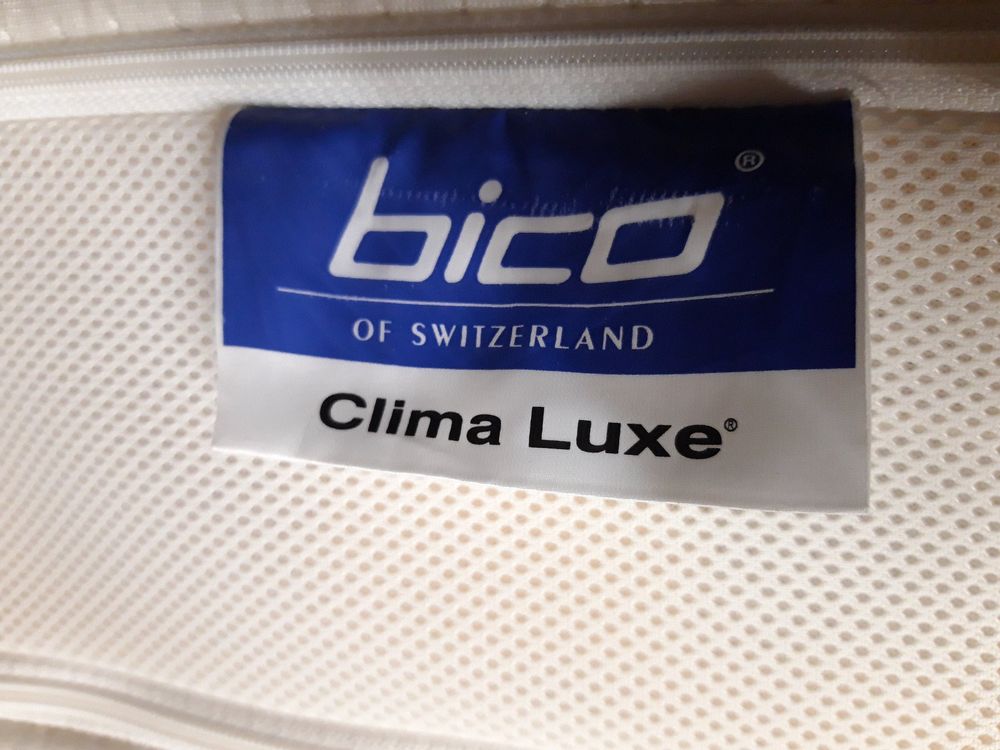 bico®
OF SWITZERLAND
Clima Luxe®